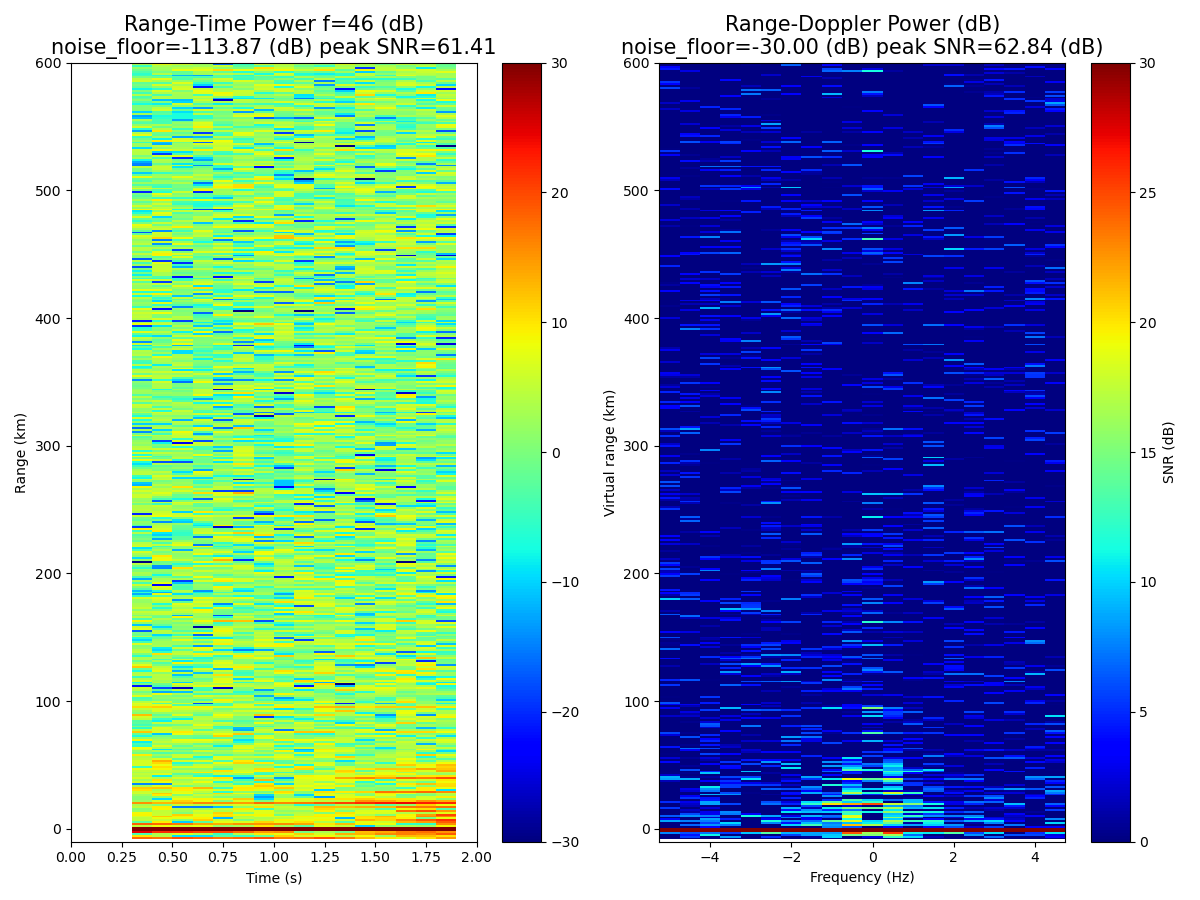 Range-Time Power f=46 (dB)
noise_floor=-113.87 (dB) peak SNR=61.41
600
500
400
300
200
100
0
Range (km)
0.00 0.25 0.50 0.75 1.00 1.25 1.50 1.75 2.00
Time (s)
30
20
10
0
−10
−20
−30
Range-Doppler Power (dB)
noise_floor=-30.00 (dB) peak SNR=62.84 (dB)
600
500
400
300
200
100
0
Virtual range (km)
−4 −2 0 2 4
Frequency (Hz)
30
25
20
15
10
5
0
SNR (dB)